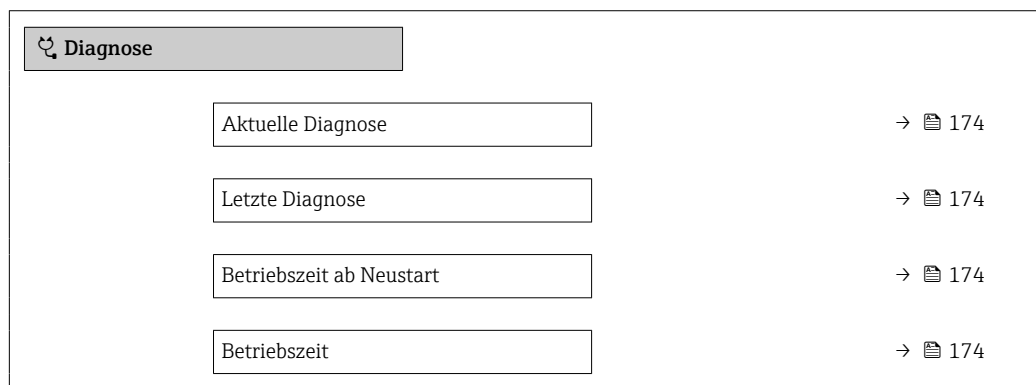 Diagnose
Aktuelle Diagnose → 174
Letzte Diagnose → 174
Betriebszeit ab Neustart → 174
Betriebszeit → 174